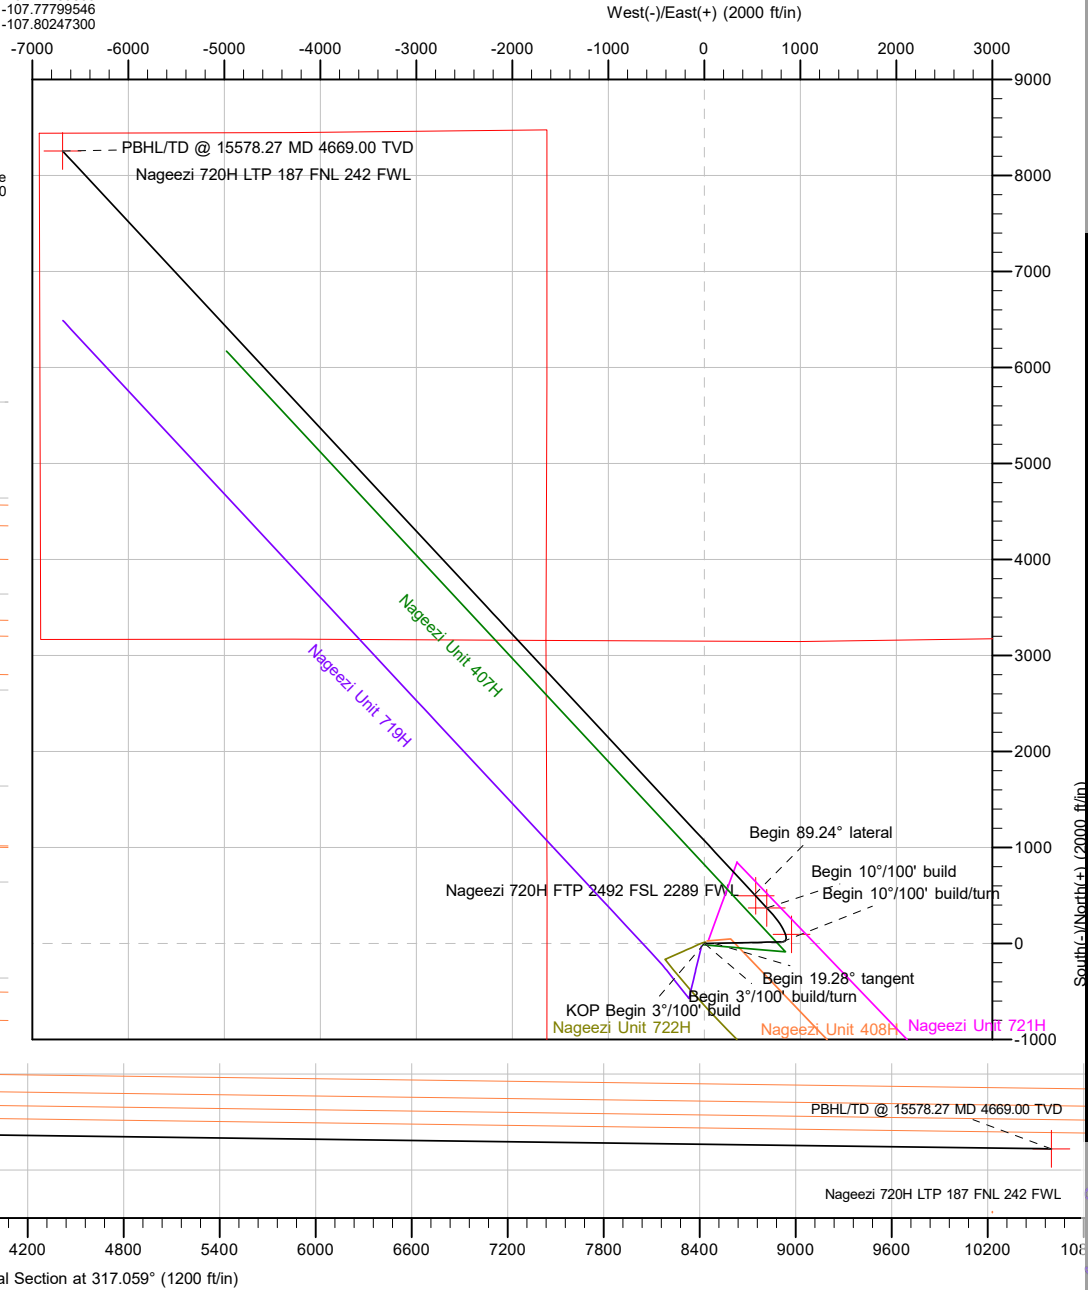 -107.77799546
-107.80247300
West(-)/East(+) (2000 ft/in)
-7000 -6000 -5000 -4000 -3000 -2000 -1000 0 1000 2000 3000
9000
PBHL/TD @ 15578.27 MD 4669.00 TVD
Nageezi 720H LTP 187 FNL 242 FWL
e
0
8000
7000
6000
5000
4000
Nageezi Unit 407H
Nageezi Unit 719H
3000
2000
South(-)/North(+) (2000 ft/in)
1000
Begin 89.24° lateral
Begin 10°/100' build
Nageezi 720H FTP 2492 FSL 2289 FWL
Begin 10°/100' build/turn
0
Begin 19.28° tangent
Begin 3°/100' build/turn
KOP Begin 3°/100' build
Nageezi Unit 722H
Nageezi Unit 408H
Nageezi Unit 721H
-1000
PBHL/TD @ 15578.27 MD 4669.00 TVD
Nageezi 720H LTP 187 FNL 242 FWL
4200 4800 5400 6000 6600 7200 7800 8400 9000 9600 10200 108
al Section at 317.059° (1200 ft/in)